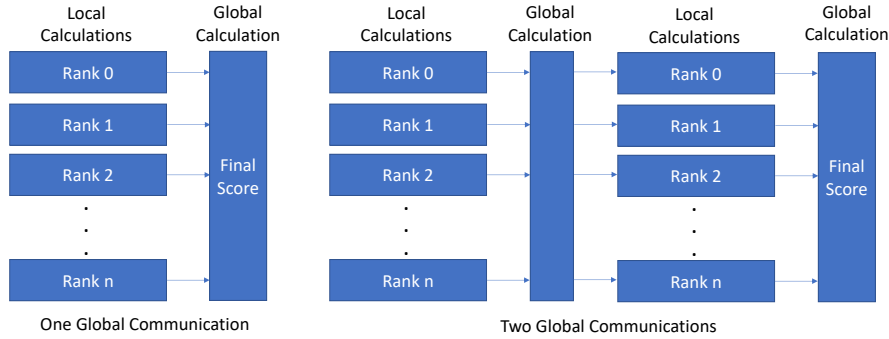 Local
Calculations
Global
Calculation
Rank 0
Rank 1
Rank 2
.
.
.
Rank n
Final
Score
One Global Communication
Local
Calculations
Global
Calculation
Local
Calculations
Global
Calculation
Rank 0
Rank 1
Rank 2
.
.
.
Rank n
Rank 0
Rank 1
Rank 2
.
.
.
Rank n
Final
Score
Two Global Communications